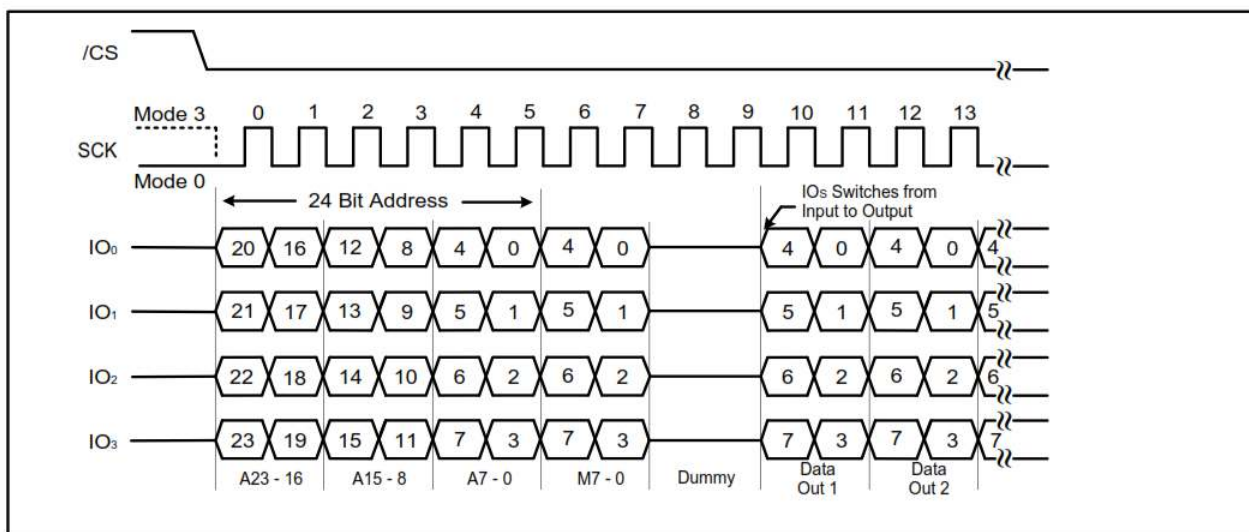 /CS
Mode 3 0 1 2 3 4 5 6 7 8 9 10 11 12 13
SCK
Mode 0
24 Bit Address
IOs Switches from
Input to Output
IO0 20 16 12 8 4 0 4 0 4 0 4 0 4
IO1 21 17 13 9 5 1 5 1 5 1 5 1 5
IO2 22 18 14 10 6 2 6 2 6 2 6 2 6
IO3 23 19 15 11 7 3 7 3 7 3 7 3 7
A23 - 16 A15 - 8 A7 - 0 M7 - 0 Dummy Data Out 1 Data Out 2